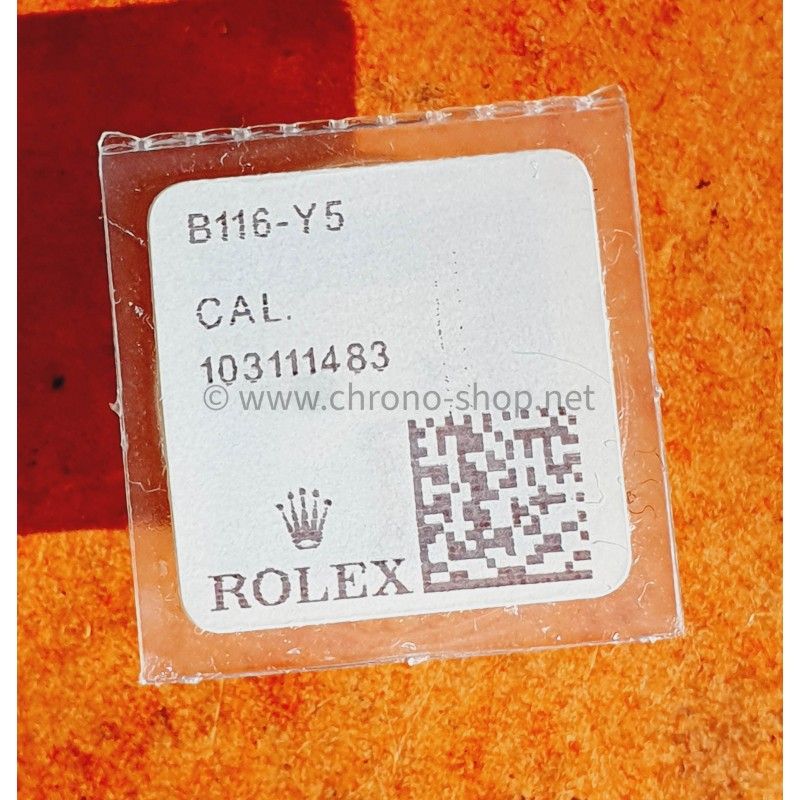 B116-Y5
CAL.
103111483
© www.chrono-shop.net
ROLEX